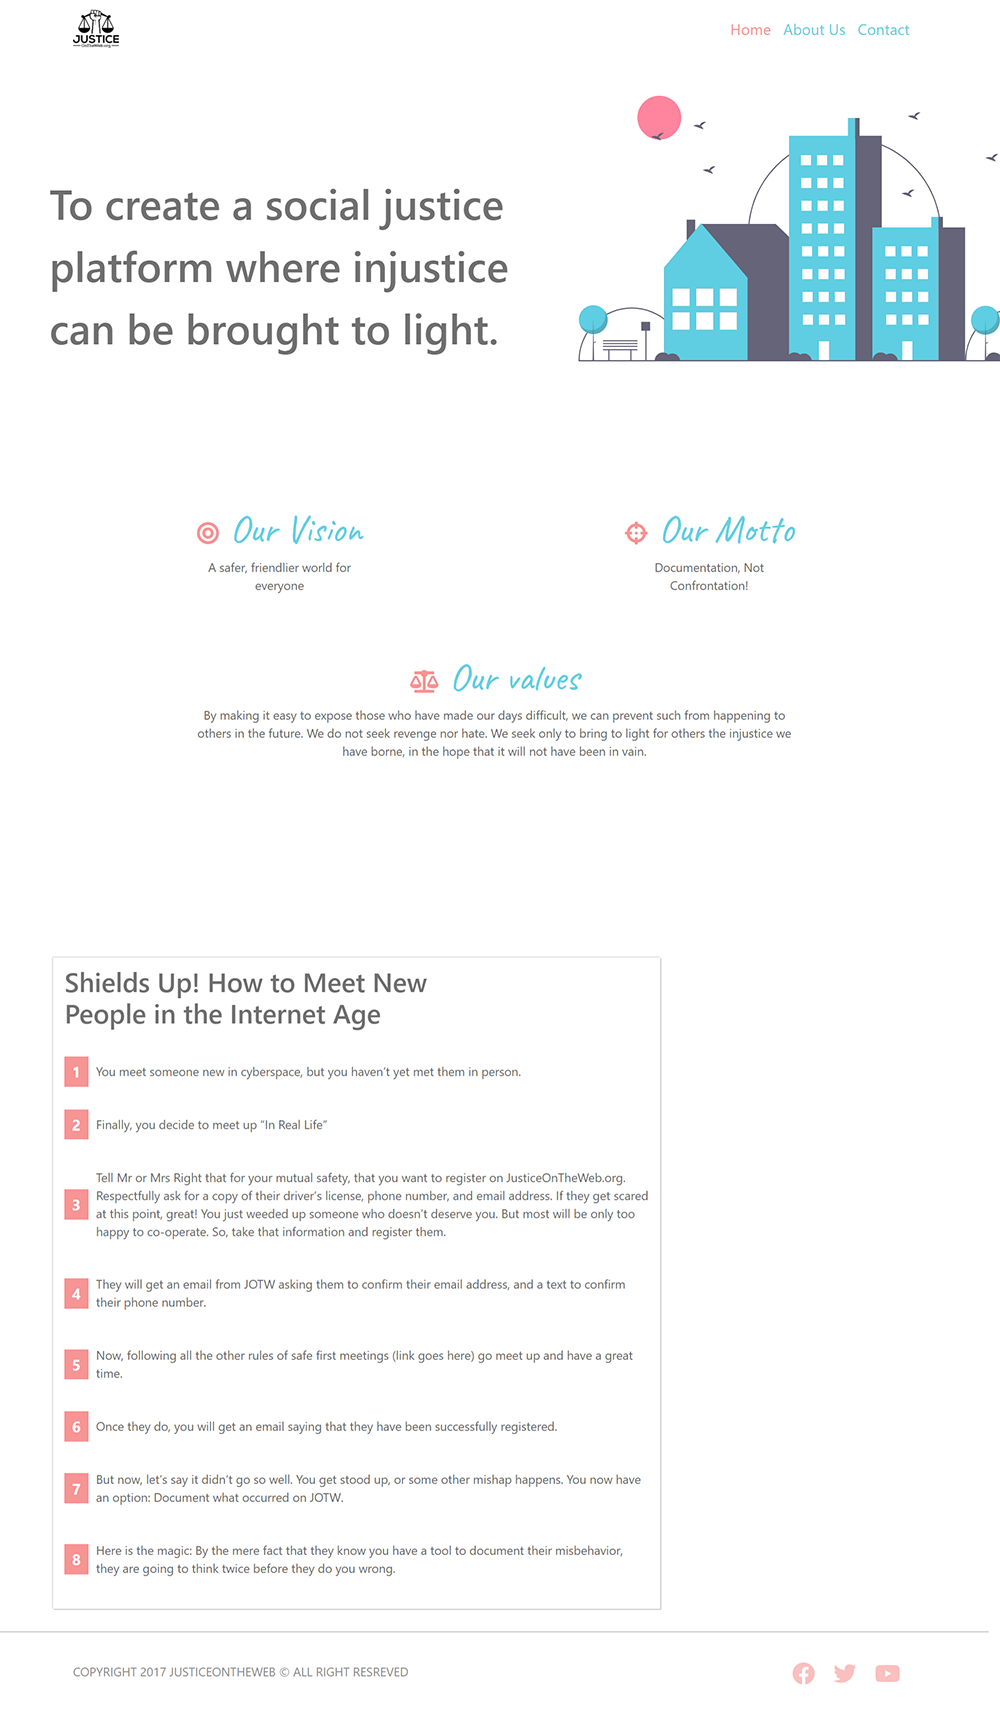 JUSTICE
OnTheWeb.org
Home About Us Contact
To create a social justice
platform where injustice
can be brought to light.
Our Vision
A safer, friendlier world for
everyone
Our Motto
Documentation, Not
Confrontation!
Our values
By making it easy to expose those who have made our days difficult, we can prevent such from happening to
others in the future. We do not seek revenge nor hate. We seek only to bring to light for others the injustice we
have borne, in the hope that it will not have been in vain.
Shields Up! How to Meet New
People in the Internet Age
1 You meet someone new in cyberspace, but you haven't yet met them in person.
2 Finally, you decide to meet up “In Real Life”
3 Tell Mr or Mrs Right that for your mutual safety, that you want to register on JusticeOnTheWeb.org.
Respectfully ask for a copy of their driver's license, phone number, and email address. If they get scared
at this point, great! You just weeded up someone who doesn't deserve you. But most will be only too
happy to co-operate. So, take that information and register them.
4 They will get an email from JOTW asking them to confirm their email address, and a text to confirm
their phone number.
5 Now, following all the other rules of safe first meetings (link goes here) go meet up and have a great
time.
6 Once they do, you will get an email saying that they have been successfully registered.
7 But now, let's say it didn't go so well. You get stood up, or some other mishap happens. You now have
an option: Document what occurred on JOTW.
8 Here is the magic: By the mere fact that they know you have a tool to document their misbehavior,
they are going to think twice before they do you wrong.
COPYRIGHT 2017 JUSTICEONTHEWEB © ALL RIGHT RESREVED